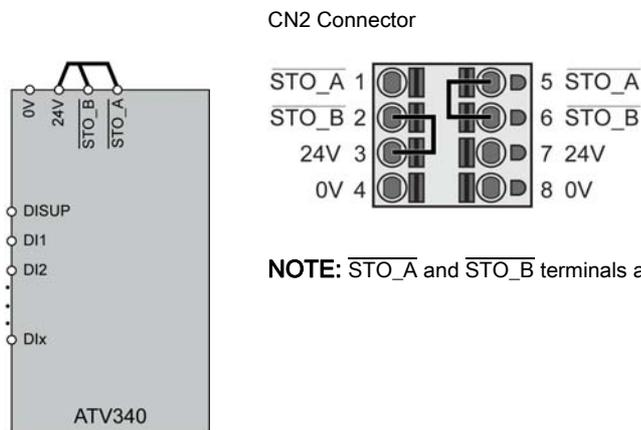 CN2 Connector
0V
24V
STO_B
STO_A
DISUP
DI1
DI2
DIx
ATV340
STO_A 1
STO_B 2
24V 3
0V 4
5 STO_A
6 STO_B
7 24V
8 0V
NOTE: STO_A and STO_B terminals a